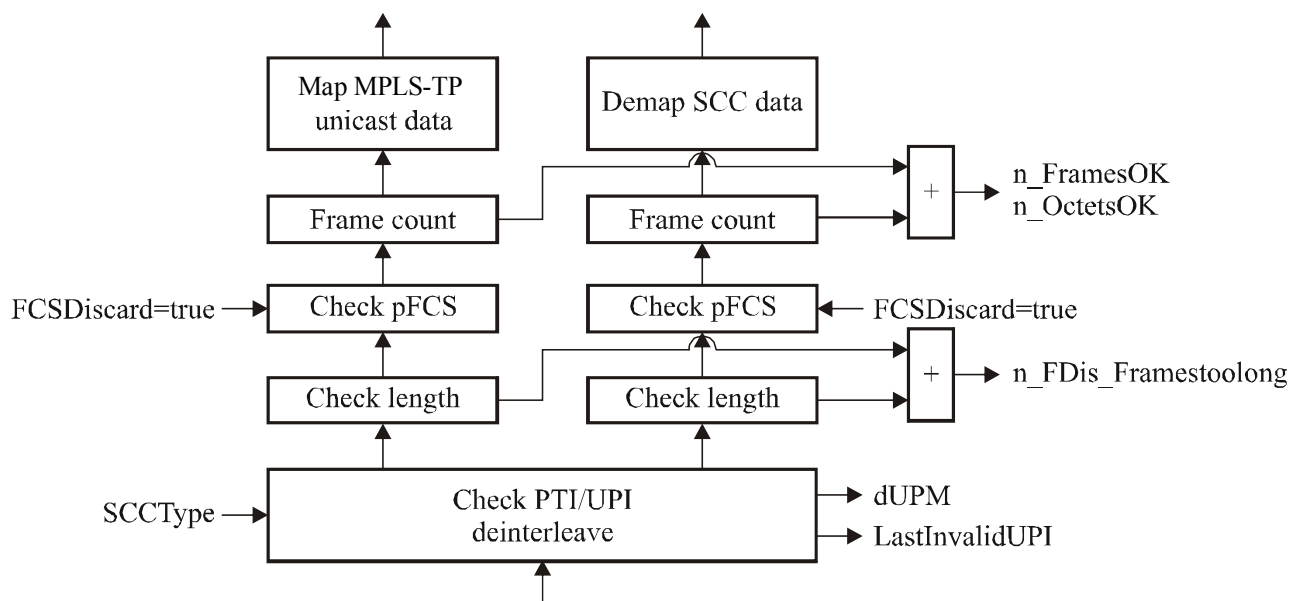 Map MPLS-TP
unicast data
Demap SCC data
+
n_FramesOK
n_OctetsOK
Frame count
Frame count
FCSDiscard=true
Check pFCS
Check pFCS
FCSDiscard=true
+
n_FDis_Framestoolong
Check length
Check length
SCCType
Check PTI/UPI
deinterleave
dUPM
LastInvalidUPI